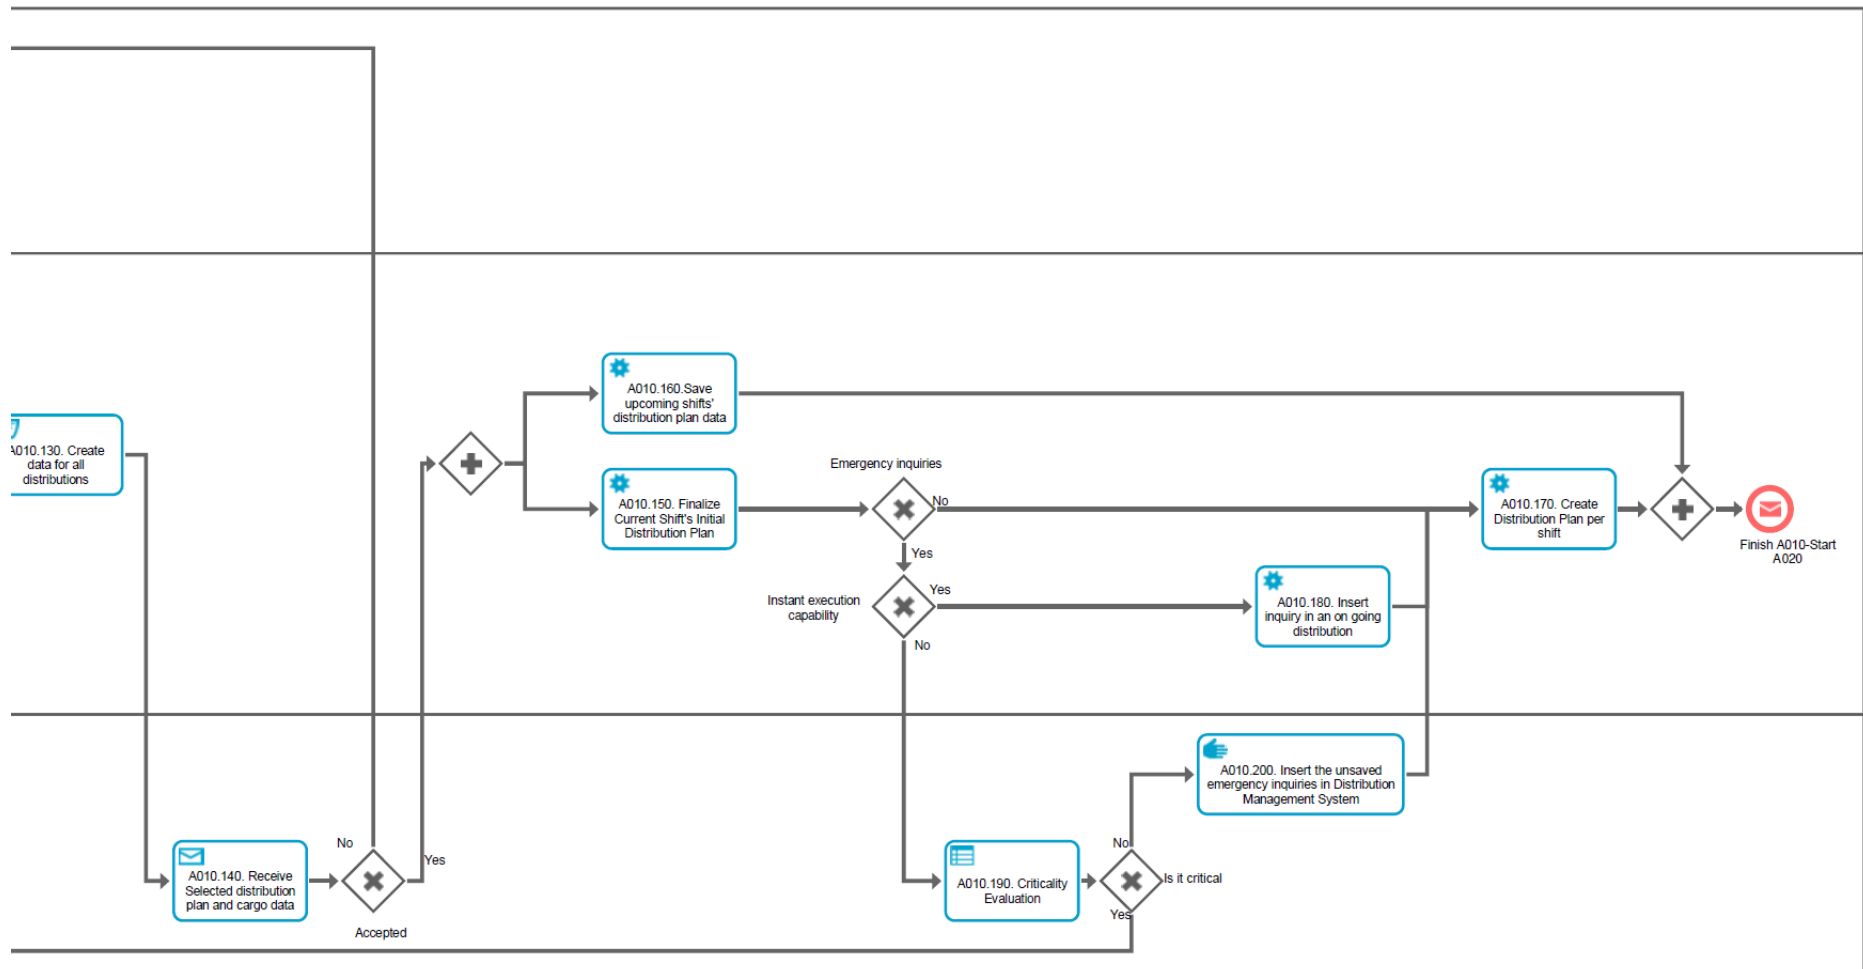 A010.160.Save
upcoming shifts'
distribution plan data
A010.130. Create
data for all
distributions
Emergency inquiries
No
A010.150. Finalize
Current Shift's Initial
Distribution Plan
A010.170. Create
Distribution Plan per
shift
Finish A010-Start
A020
Yes
Instant execution
capability
Yes
A010.180. Insert
inquiry in an on going
distribution
No
A010.200. Insert the unsaved
emergency inquiries in Distribution
Management System
No
Yes
A010.140. Receive
Selected distribution
plan and cargo data
Accepted
A010.190. Criticality
Evaluation
No
Is it critical
Yes